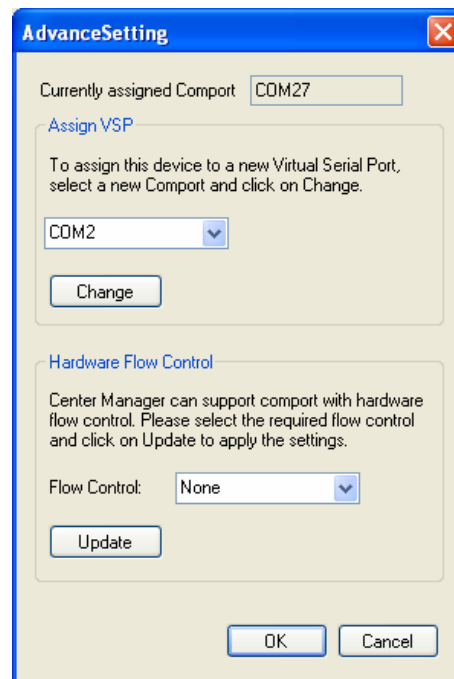 AdvanceSetting
Currently assigned Comport COM27
Assign VSP
To assign this device to a new Virtual Serial Port,
select a new Comport and click on Change.
COM2
Change
Hardware Flow Control
Center Manager can support comport with hardware
flow control. Please select the required flow control
and click on Update to apply the settings.
Flow Control: None
Update
OK Cancel